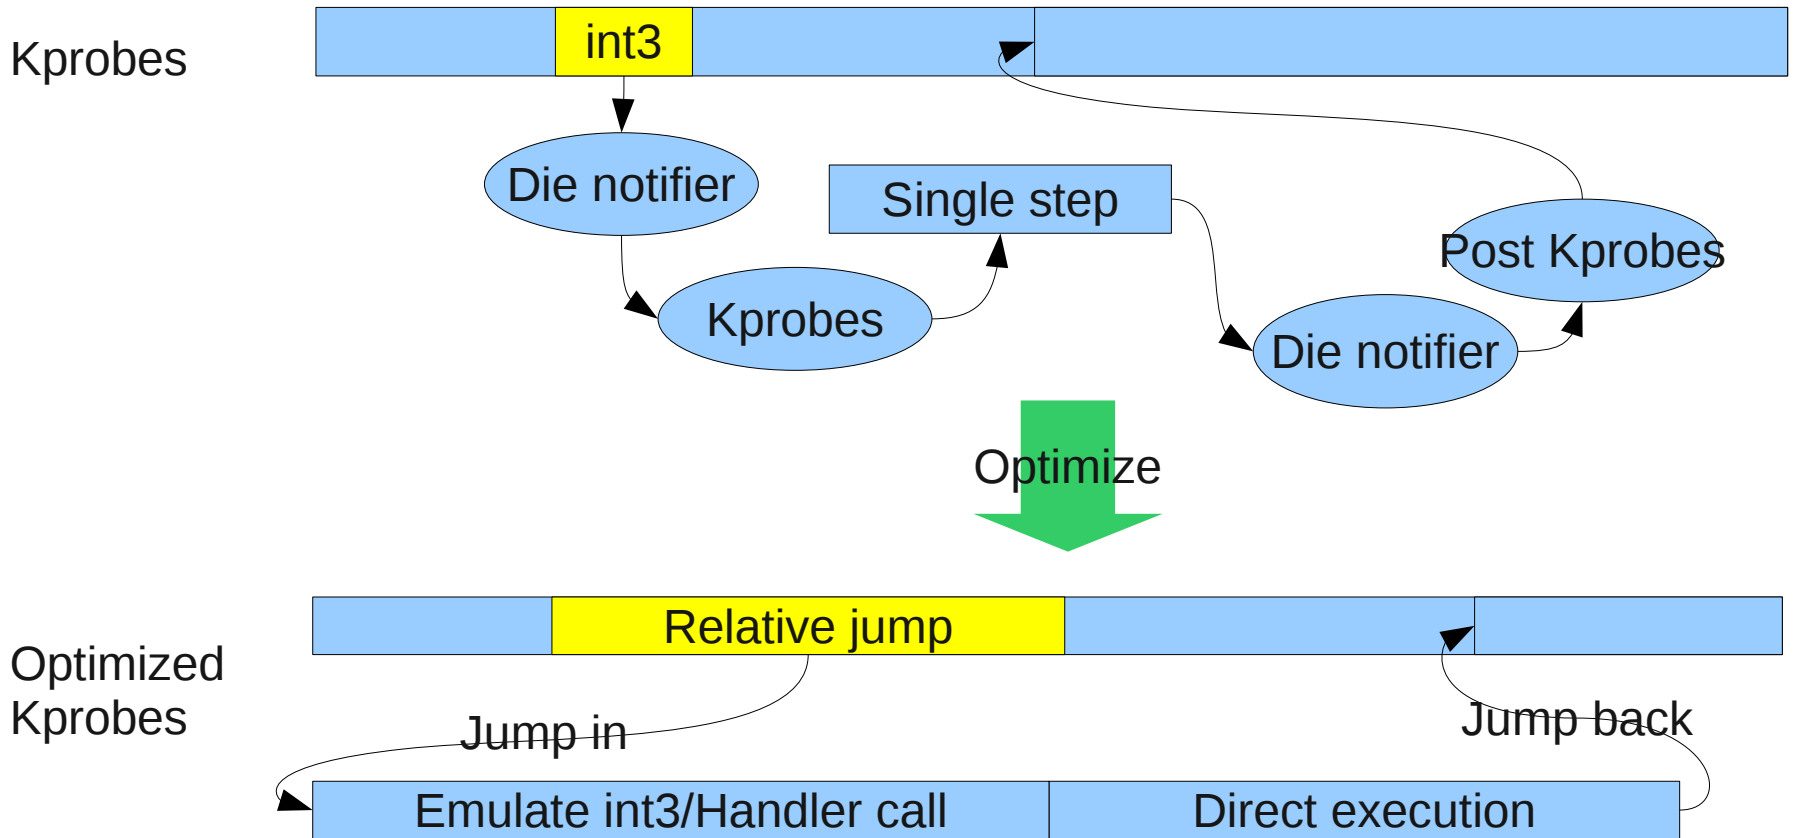 int3
Kprobes
Die notifier
Single step
Post Kprobes
Kprobes
Die notifier
Optimize
Relative jump
Optimized
Kprobes
Jump in
Jump back
Emulate int3/Handler call
Direct execution